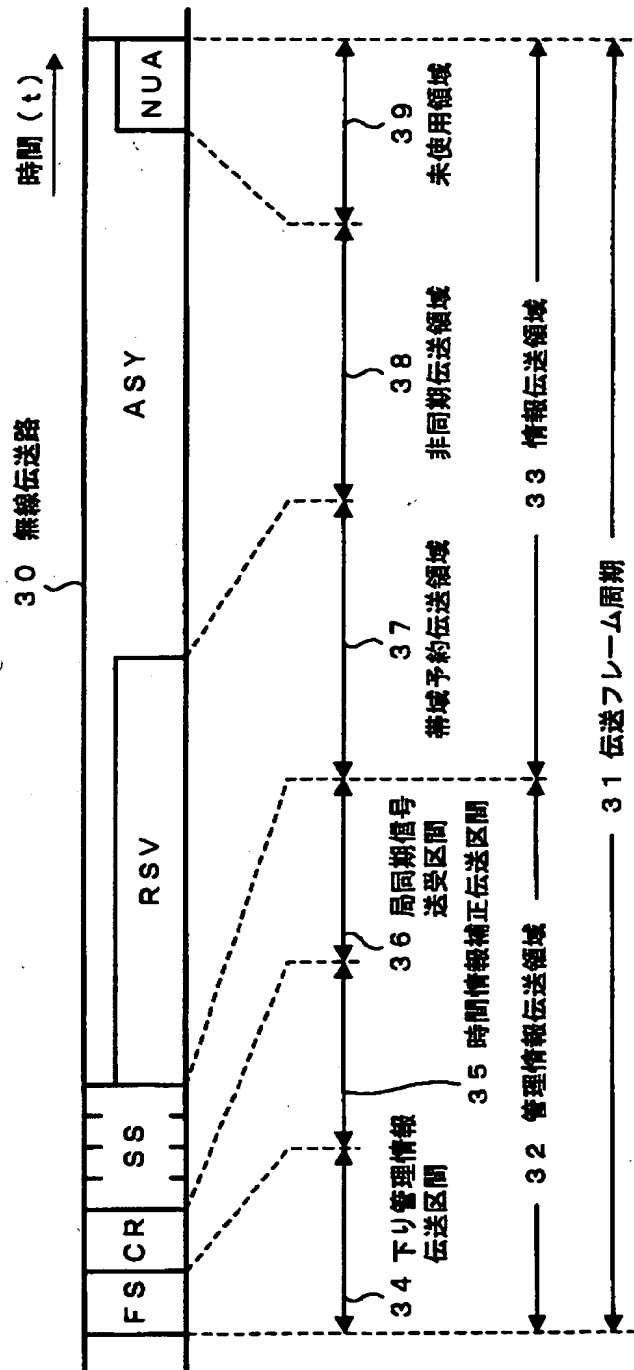 時間 (t)
30 無線伝送路
FS
CR
SS
RSV
ASY
NUA
34 下り管理情報
伝送区間
35 時間情報補正伝送区間
36 局同期信号
送受区間
37
帯域予約伝送領域
38
非同期伝送領域
39
未使用領域
32 管理情報伝送領域
33 情報伝送領域
31 伝送フレーム周期